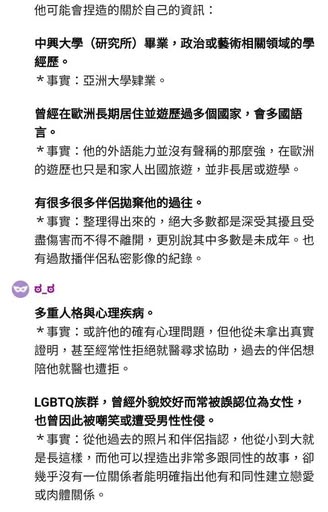 他可能會捏造的關於自己的資訊：
中興大學（研究所）畢業，政治或藝術相關領域的學
經歷。
＊事實：亞洲大學肄業。
曾經在歐洲長期居住並遊歷過多個國家，會多國語
言。
＊事實：他的外語能力並沒有聲稱的那麼強，在歐洲
的遊歷也只是和家人出國旅遊，並非長居或遊學。
有很多很多伴侶拋棄他的過往。
＊事實：整理得出來的，絕大多數都是深受其擾且受
盡傷害而不得不離開，更別說其中多數是未成年。也
有過散播伴侶私密影像的紀錄。
d_d
多重人格與心理疾病。
＊事實：或許他的確有心理問題，但他從未拿出真實
證明，甚至經常性拒絕就醫尋求協助，過去的伴侶想
陪他就醫也遭拒。
LGBTQ族群，曾經外貌姣好而常被誤認位為女性，
也曾因此被嘲笑或遭受男性性侵。
＊事實：從他過去的照片和伴侶指認，他從小到大就
是長這樣，而他可以捏造出非常多跟同性的故事，卻
幾乎沒有一位關係者能明確指出他有和同性建立戀愛
或肉體關係。